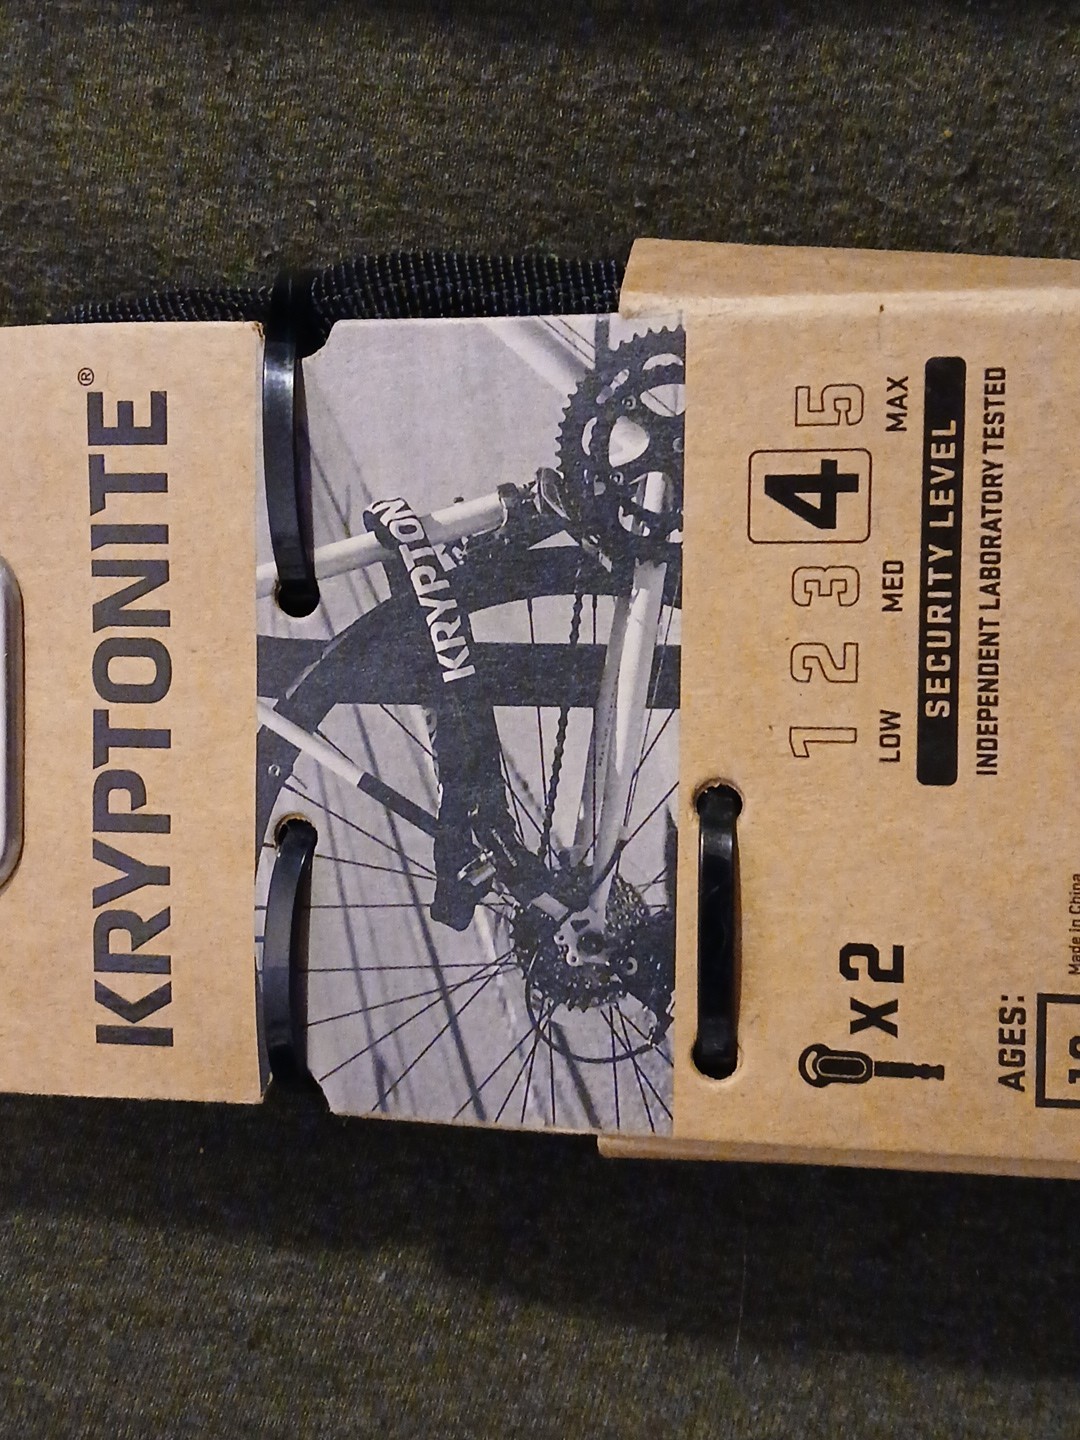 KRYPTONITE®
KRYPTON
1 2 3 4 5
LOW MED MAX
SECURITY LEVEL
INDEPENDENT LABORATORY TESTED
x2
AGES:
Made in China